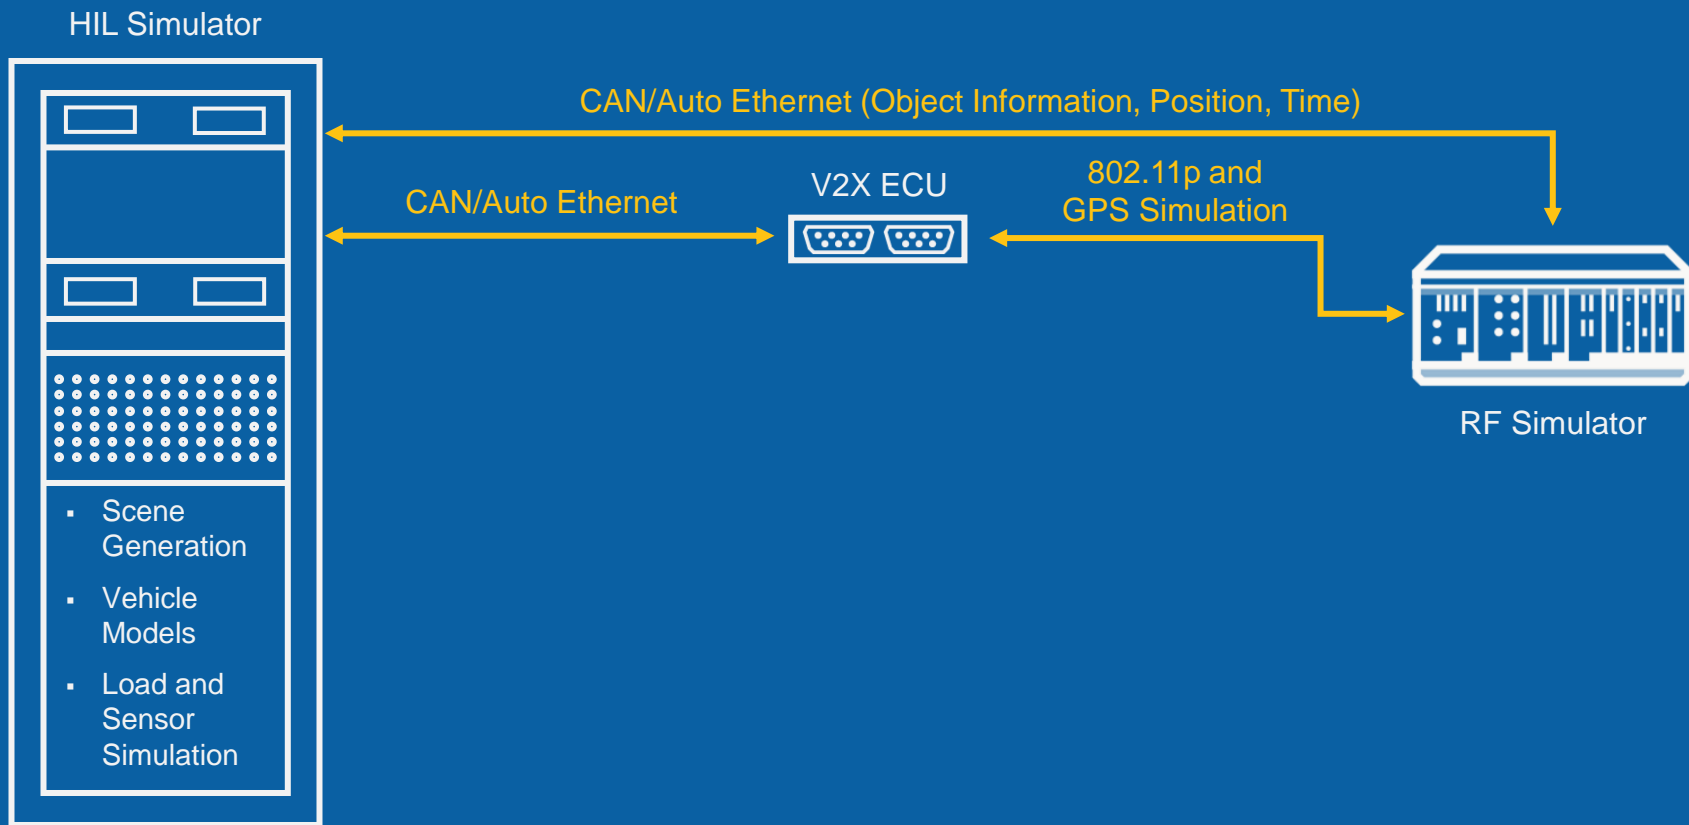 HIL Simulator
CAN/Auto Ethernet (Object Information, Position, Time)
CAN/Auto Ethernet
V2X ECU
802.11p and
GPS Simulation
RF Simulator
▪ Scene
Generation
▪ Vehicle
Models
▪ Load and
Sensor
Simulation